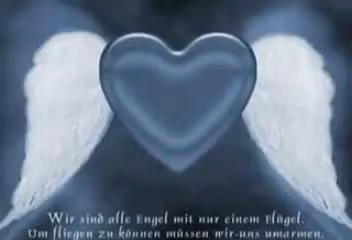 Wir sind alle Engel mit nur einem Flügel.
Um fliegen zu können müssen wir uns umarmen.